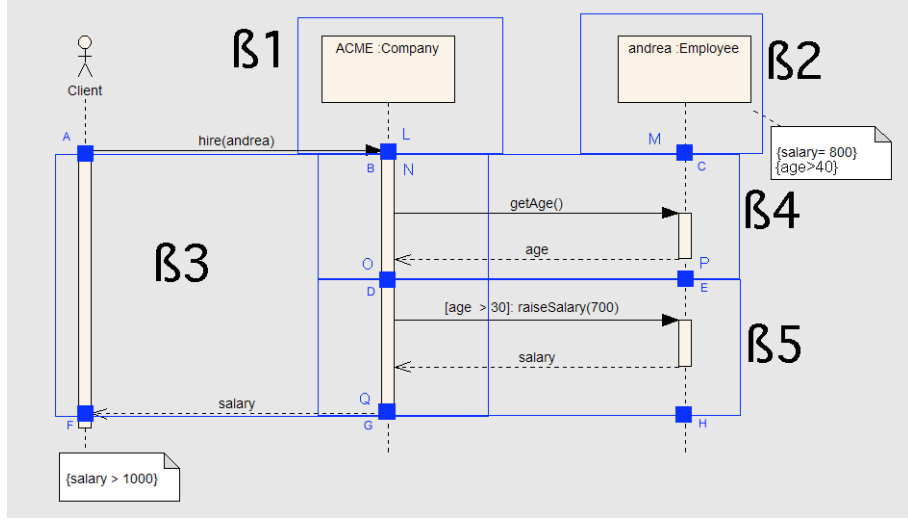 ß1
ACME :Company
andrea :Employee
ß2
Client
A
hire(andrea)
L
M
{salary= 800}
{age>40}
B
N
C
getAge()
ß4
ß3
age
O
P
D
E
[age > 30]: raiseSalary(700)
ß5
salary
Q
salary
F
G
H
{salary > 1000}